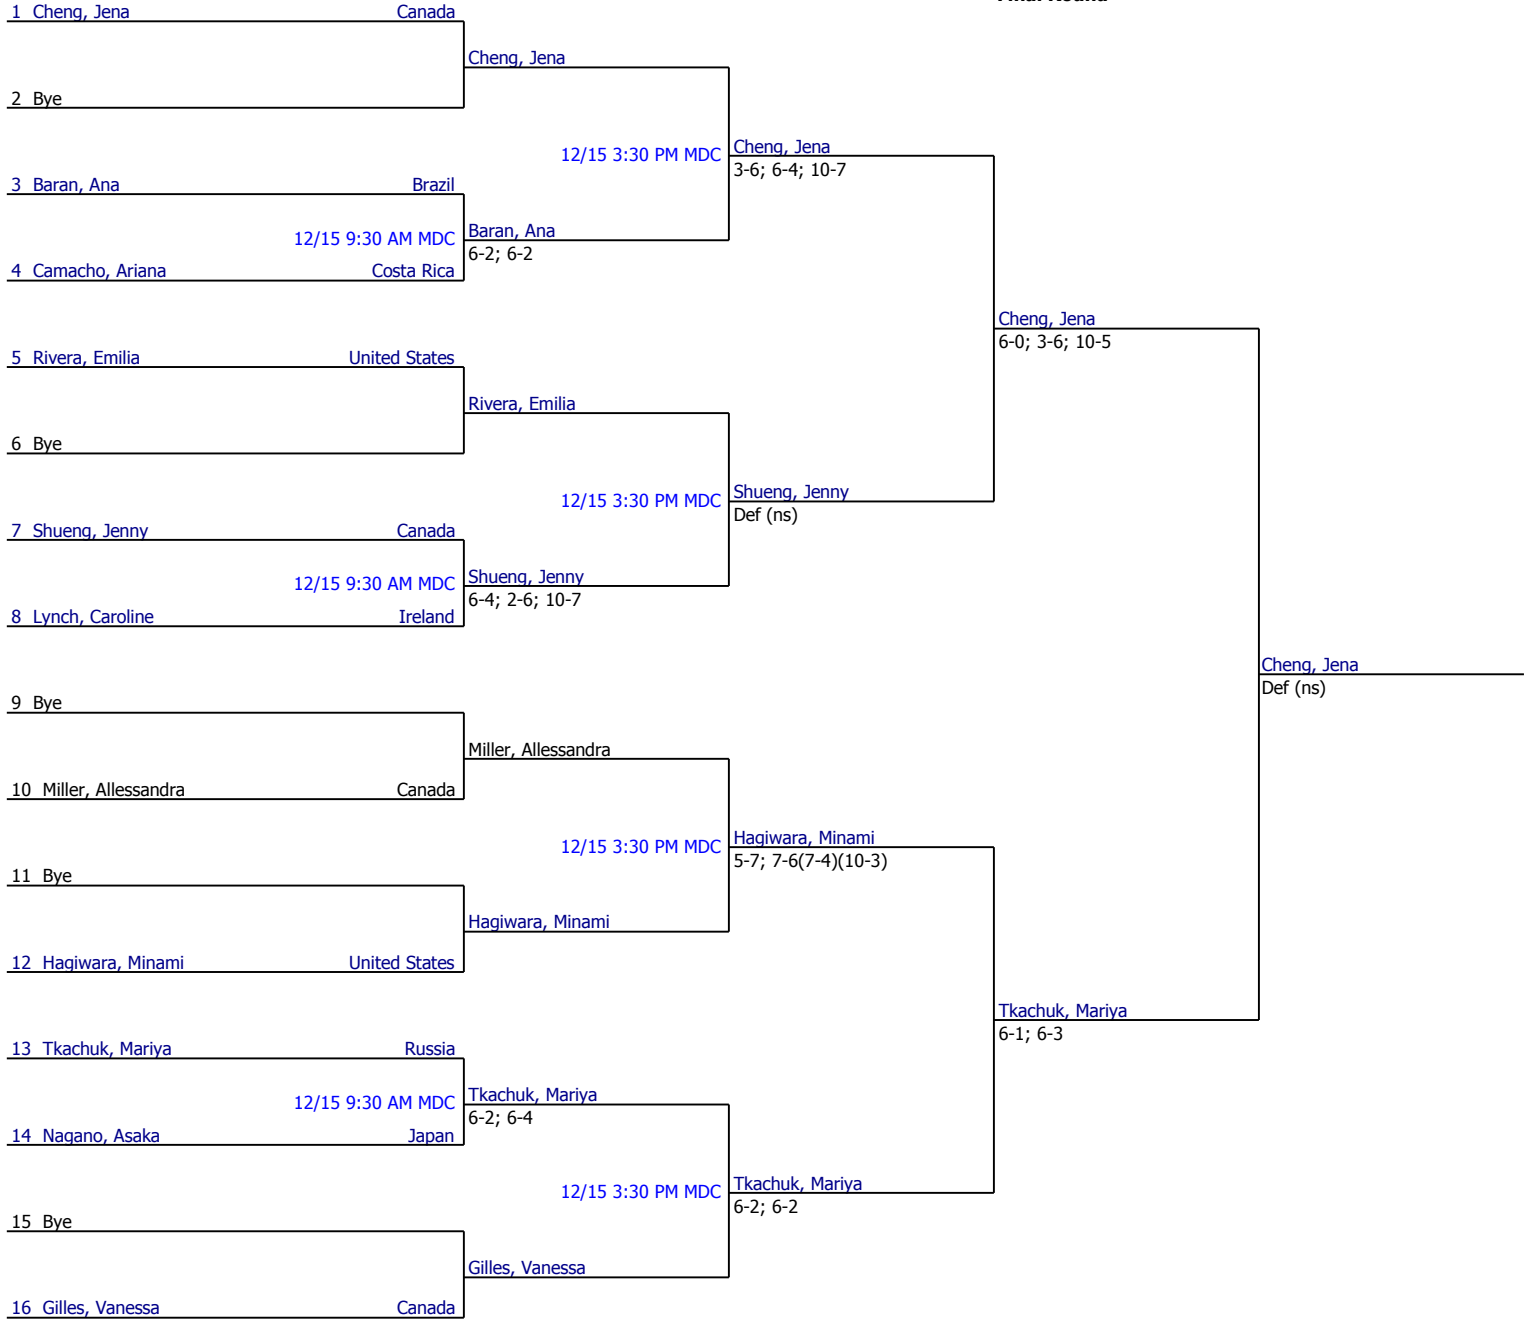 Final Round
1 Cheng, Jena Canada
Cheng, Jena
2 Bye
12/15 3:30 PM MDC Cheng, Jena
3-6; 6-4; 10-7
3 Baran, Ana Brazil
12/15 9:30 AM MDC Baran, Ana
6-2; 6-2
4 Camacho, Ariana Costa Rica
Cheng, Jena
6-0; 3-6; 10-5
5 Rivera, Emilia United States
Rivera, Emilia
6 Bye
12/15 3:30 PM MDC Shueng, Jenny
Def (ns)
7 Shueng, Jenny Canada
12/15 9:30 AM MDC Shueng, Jenny
6-4; 2-6; 10-7
8 Lynch, Caroline Ireland
Cheng, Jena
Def (ns)
9 Bye
Miller, Allessandra
10 Miller, Allessandra Canada
12/15 3:30 PM MDC Hagiwara, Minami
5-7; 7-6(7-4)(10-3)
11 Bye
Hagiwara, Minami
12 Hagiwara, Minami United States
Tkachuk, Mariya
6-1; 6-3
13 Tkachuk, Mariya Russia
12/15 9:30 AM MDC Tkachuk, Mariya
6-2; 6-4
14 Nagano, Asaka Japan
12/15 3:30 PM MDC Tkachuk, Mariya
6-2; 6-2
15 Bye
Gilles, Vanessa
16 Gilles, Vanessa Canada